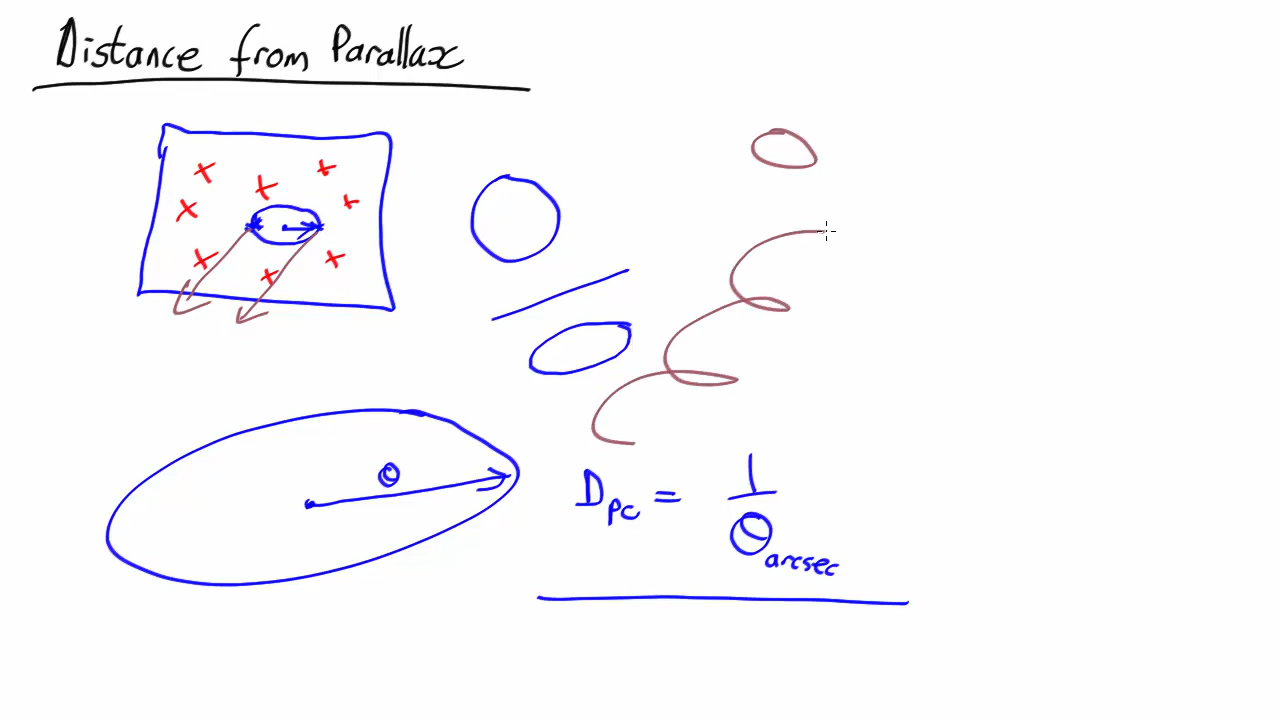 Distance from Parallax
θ
D_pc = 1/θ_arcsec